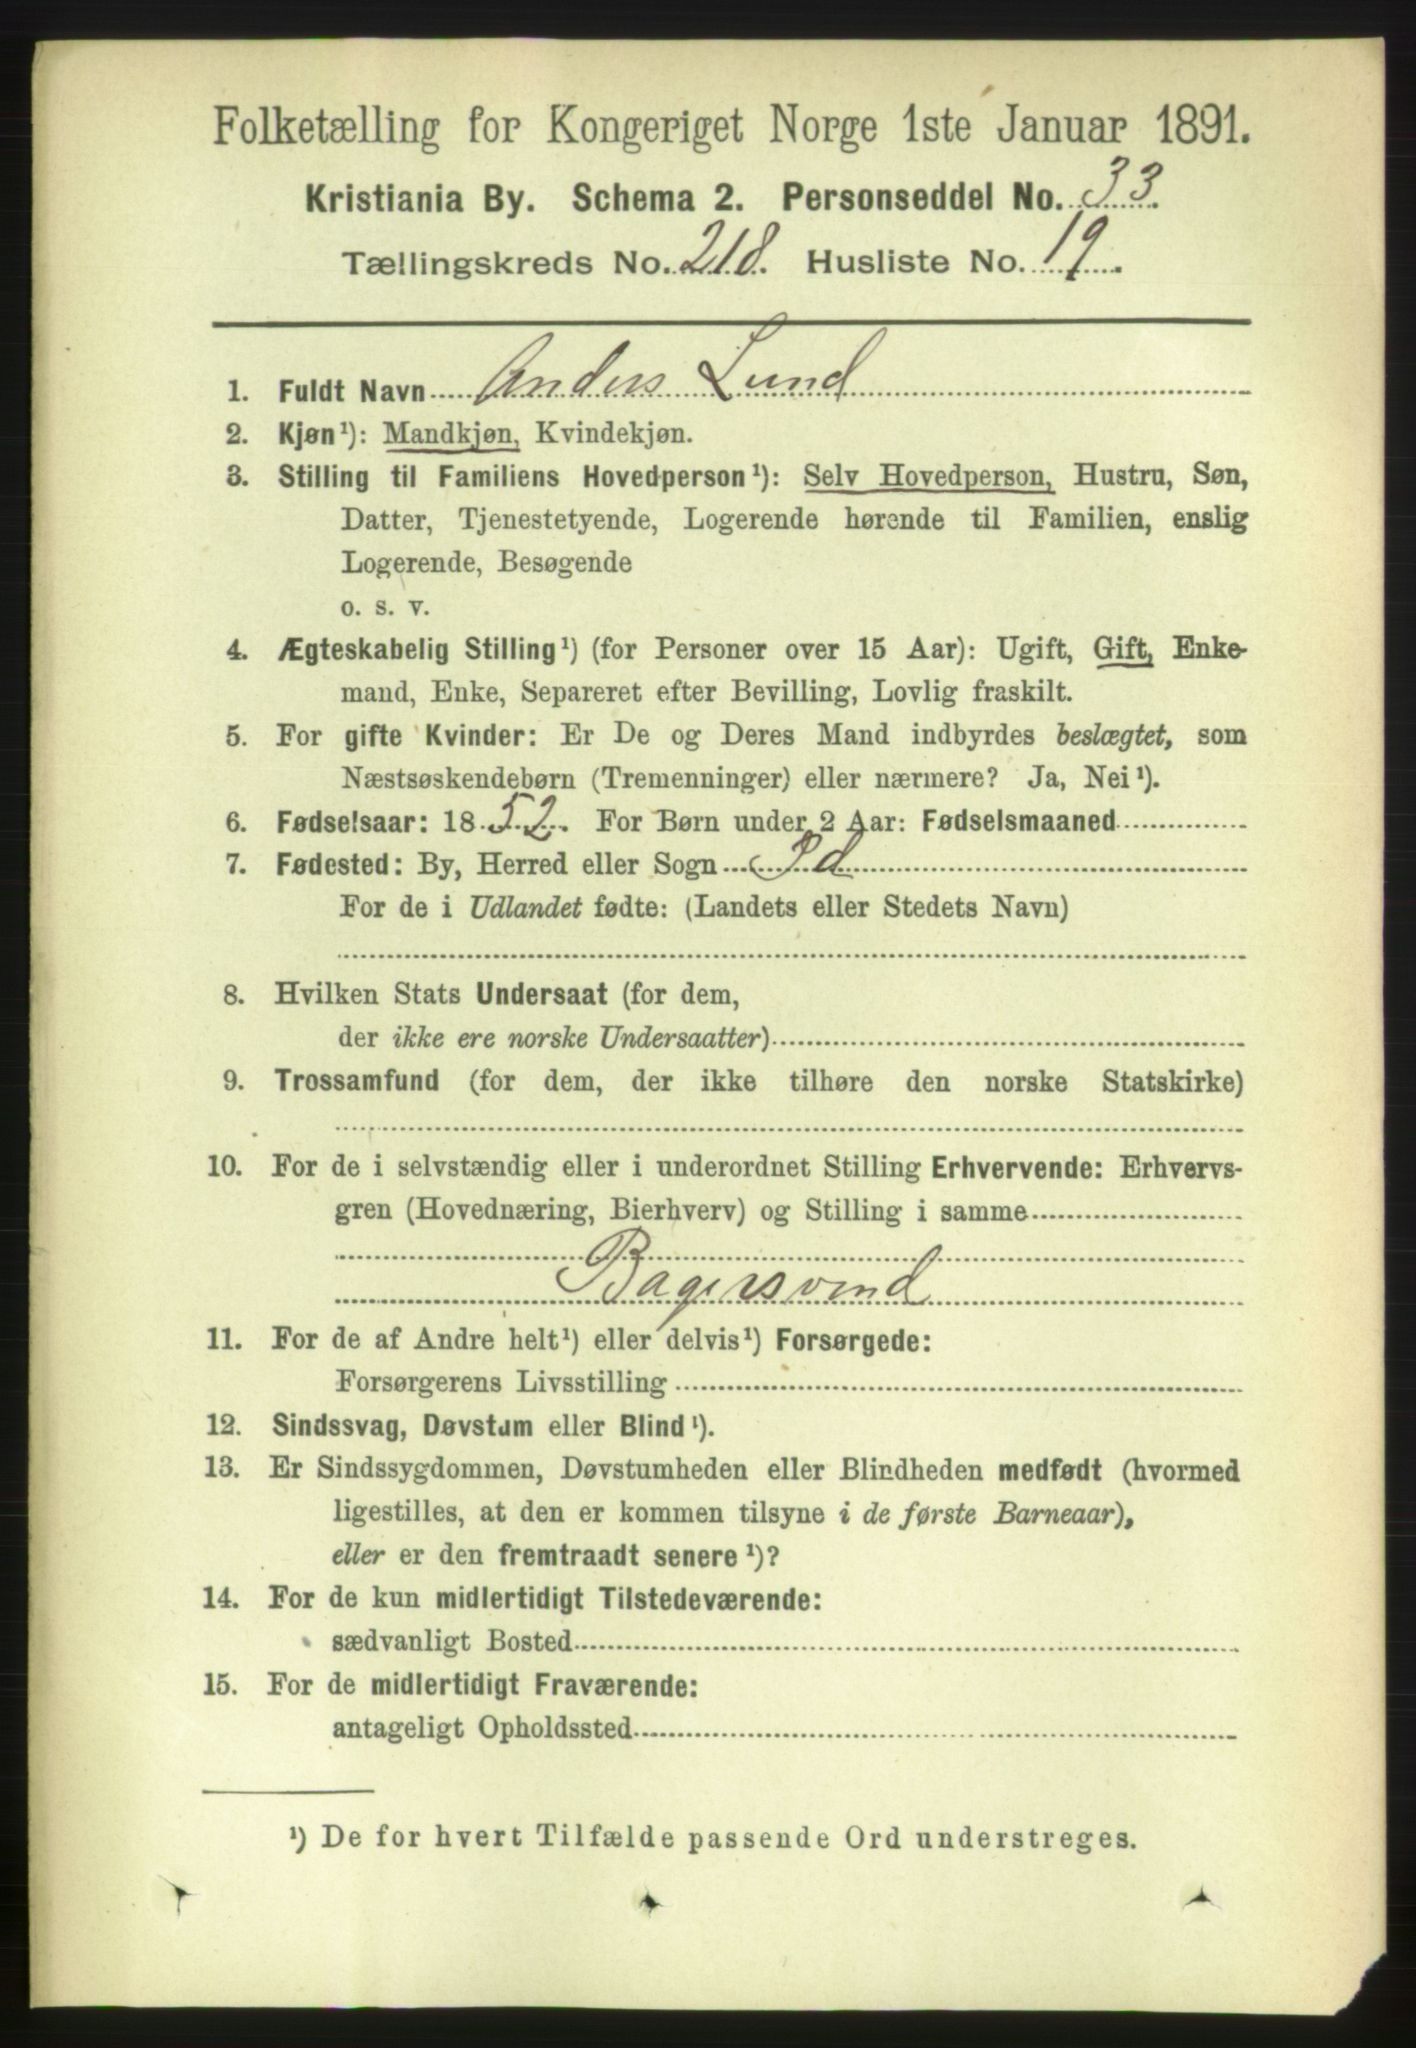 Folketælling for Kongeriget Norge 1ste Januar 1891.
Kristiania By. Schema 2. Personseddel No. 33.
Tællingskreds No. 218. Husliste No. 19.
1. Fuldt Navn Anders Lund
2. Kjøn¹): Mandkjøn, Kvindekjøn.
3. Stilling til Familiens Hovedperson¹): Selv Hovedperson, Hustru, Søn,
Datter, Tjenestetyende, Logerende hørende til Familien, enslig
Logerende, Besøgende
o. s. v.
4. Ægteskabelig Stilling¹) (for Personer over 15 Aar): Ugift, Gift, Enke-
mand, Enke, Separeret efter Bevilling, Lovlig fraskilt.
5. For gifte Kvinder: Er De og Deres Mand indbyrdes beslægtet, som
Næstsøskendebørn (Tremenninger) eller nærmere? Ja, Nei¹).
6. Fødselsaar: 1852. For Børn under 2 Aar: Fødselsmaaned
7. Fødested: By, Herred eller Sogn Id
For de i Udlandet fødte: (Landets eller Stedets Navn)
8. Hvilken Stats Undersaat (for dem,
der ikke ere norske Undersaatter)
9. Trossamfund (for dem, der ikke tilhøre den norske Statskirke)
10. For de i selvstændig eller i underordnet Stilling Erhvervende: Erhvervs-
gren (Hovednæring, Bierhverv) og Stilling i samme
Bagersvend
11. For de af Andre helt¹) eller delvis¹) Forsørgede:
Forsørgerens Livsstilling
12. Sindssvag, Døvstum eller Blind¹).
13. Er Sindssygdommen, Døvstumheden eller Blindheden medfødt (hvormed
ligestilles, at den er kommen tilsyne i de første Barneaar),
eller er den fremtraadt senere¹)?
14. For de kun midlertidigt Tilstedeværende:
sædvanligt Bosted
15. For de midlertidigt Fraværende:
antageligt Opholdssted
¹) De for hvert Tilfælde passende Ord understreges.